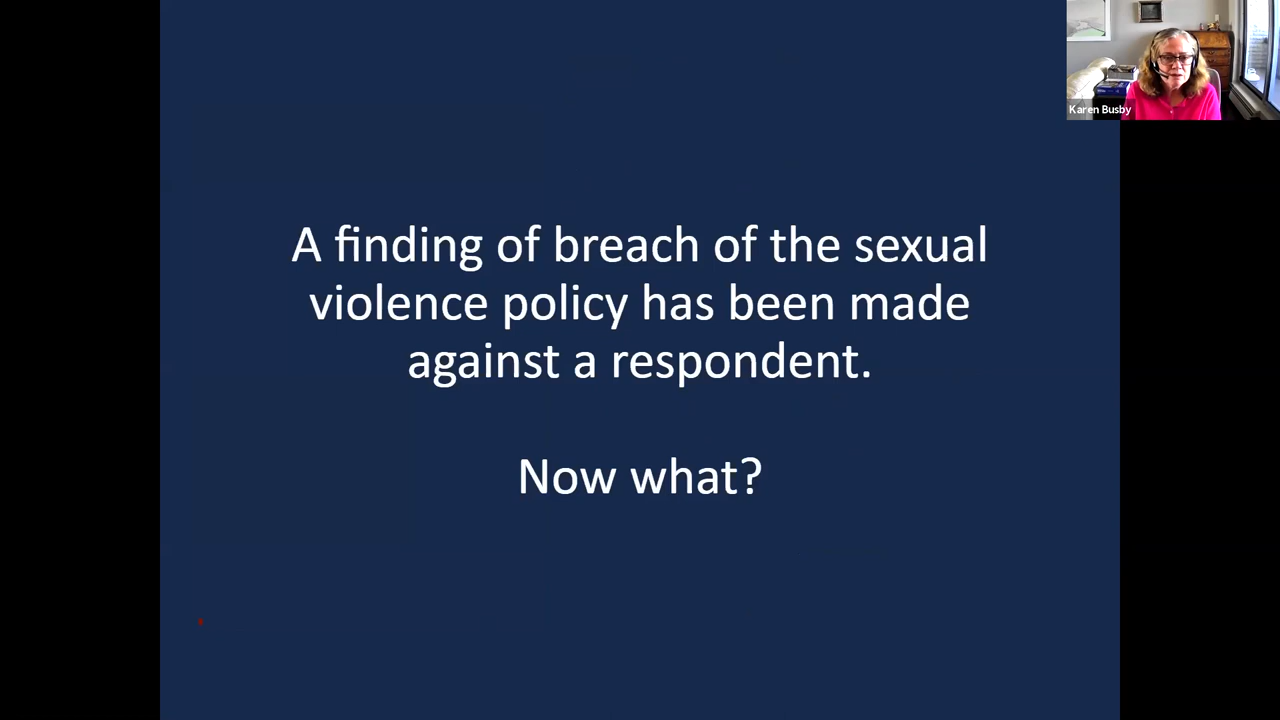 Karen Busby
A finding of breach of the sexual
violence policy has been made
against a respondent.
Now what?